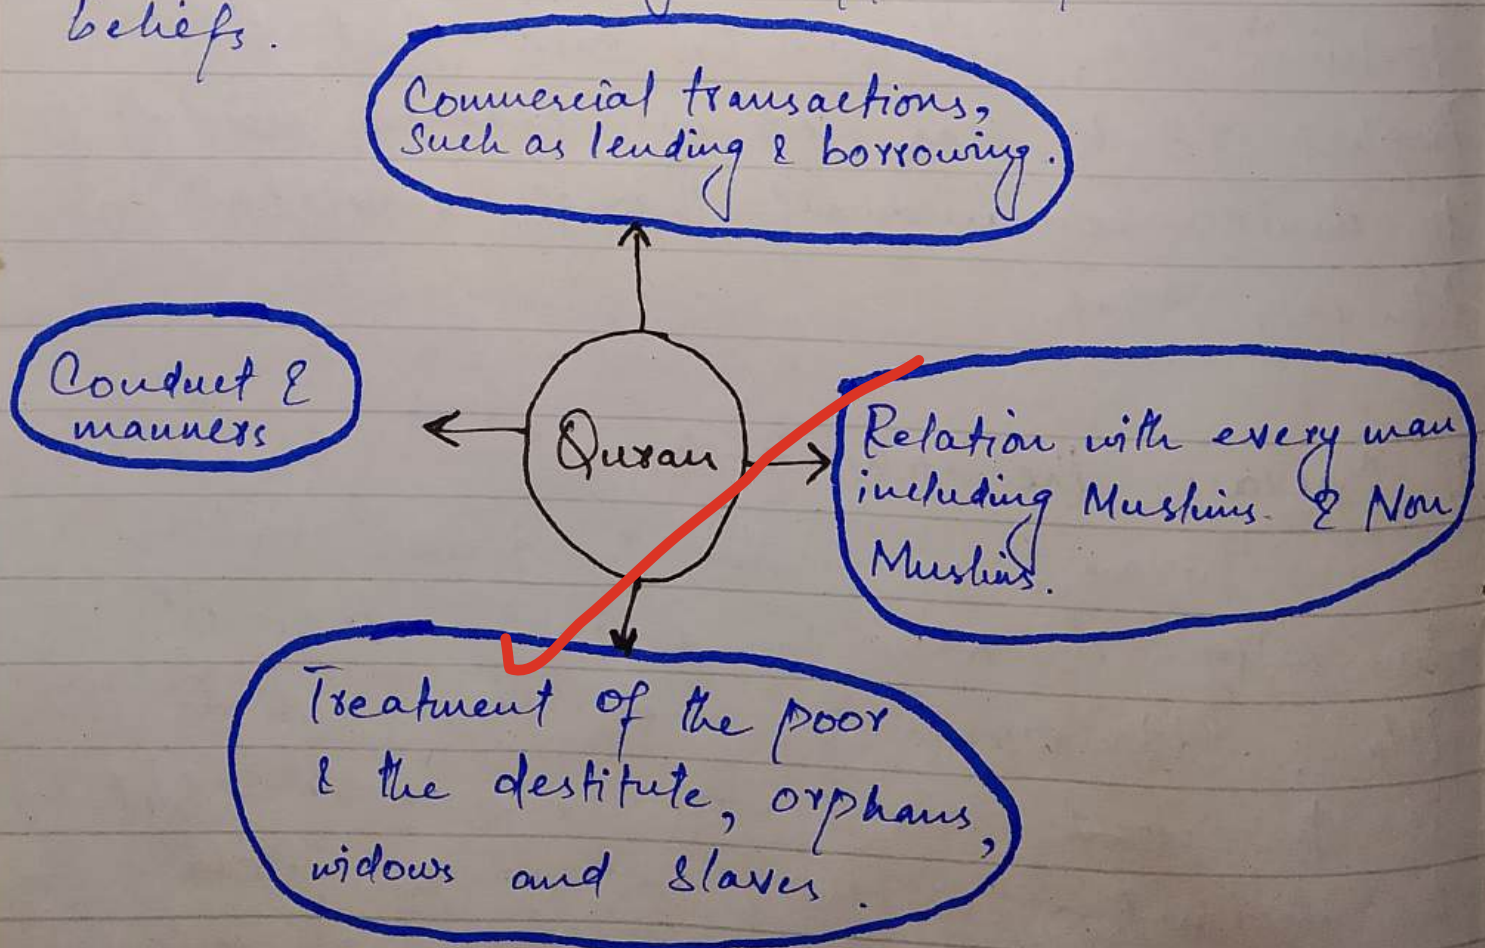 beliefs.
Commercial transactions,
Such as lending & borrowing.
Conduct &
manners
Quran
Relation with every man
including Muslims & Non
Muslims.
Treatment of the poor
& the destitute, orphans,
widows and slaves.